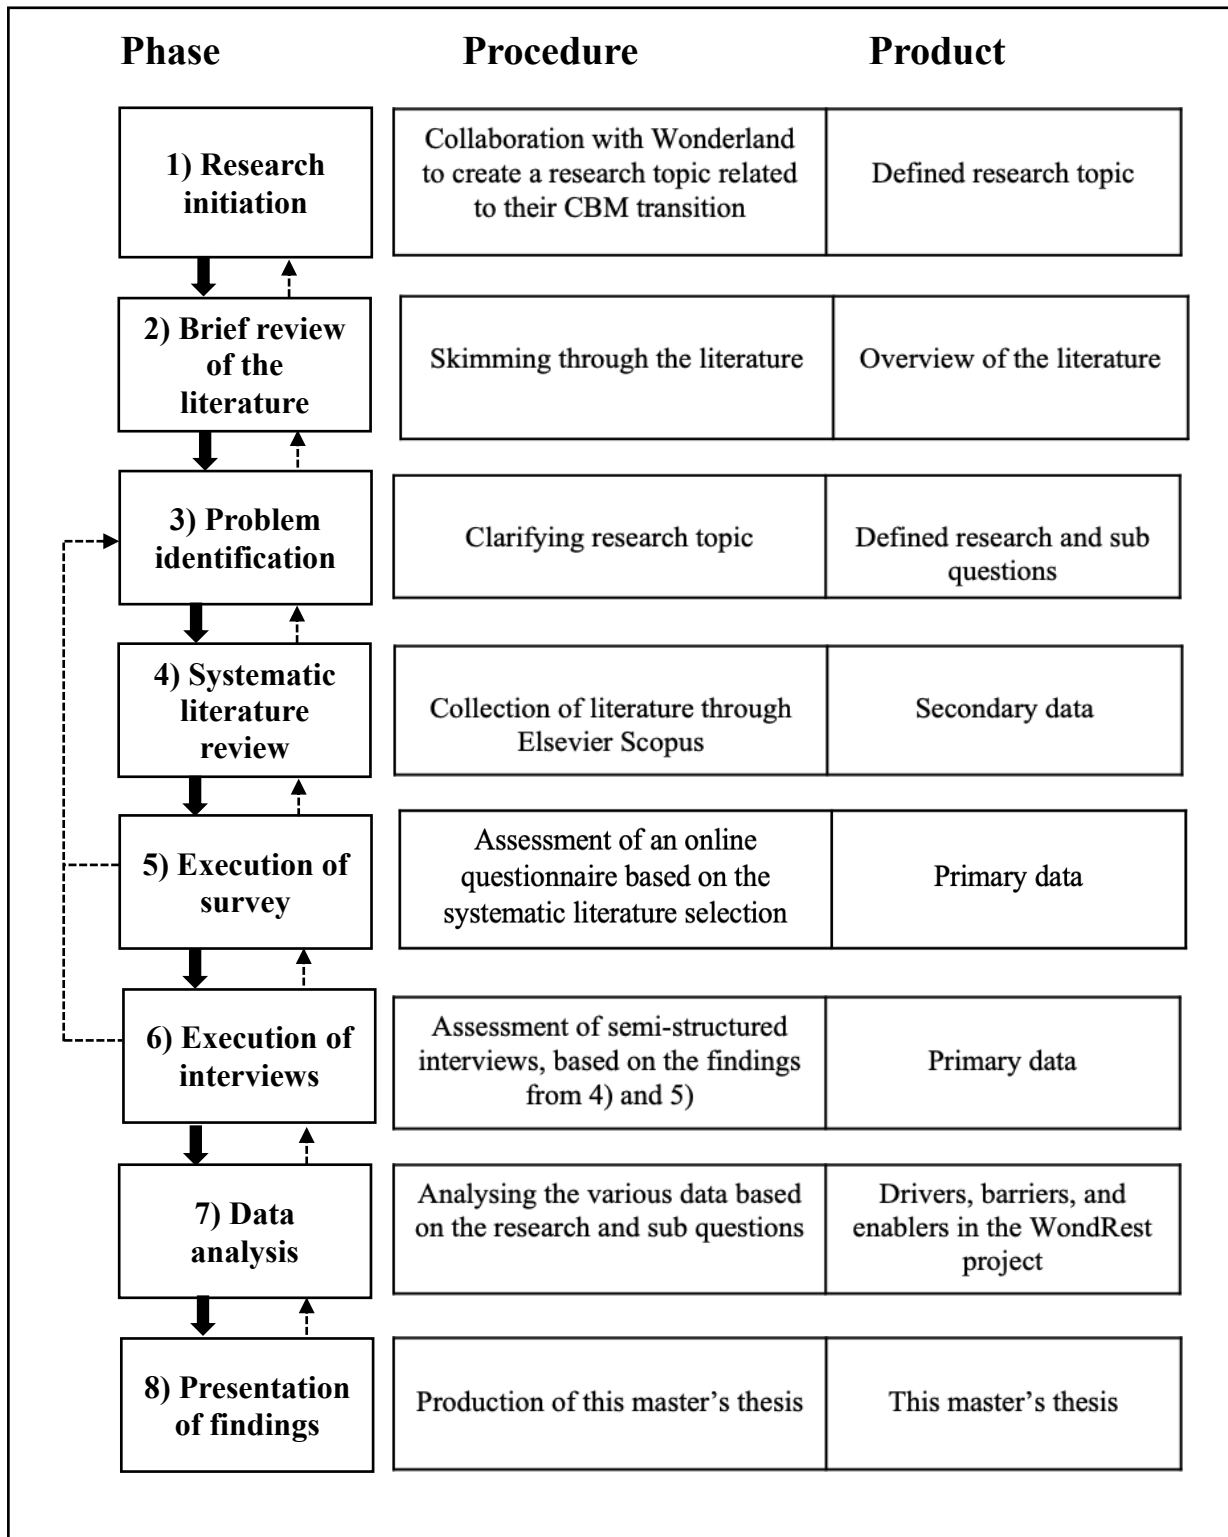 Phase Procedure Product
1) Research
initiation
Collaboration with Wonderland
to create a research topic related
to their CBM transition
Defined research topic
2) Brief review
of the
literature
Skimming through the literature
Overview of the literature
3) Problem
identification
Clarifying research topic
Defined research and sub
questions
4) Systematic
literature
review
Collection of literature through
Elsevier Scopus
Secondary data
5) Execution of
survey
Assessment of an online
questionnaire based on the
systematic literature selection
Primary data
6) Execution of
interviews
Assessment of semi-structured
interviews, based on the findings
from 4) and 5)
Primary data
7) Data
analysis
Analysing the various data based
on the research and sub questions
Drivers, barriers, and
enablers in the WondRest
project
8) Presentation
of findings
Production of this master’s thesis
This master’s thesis